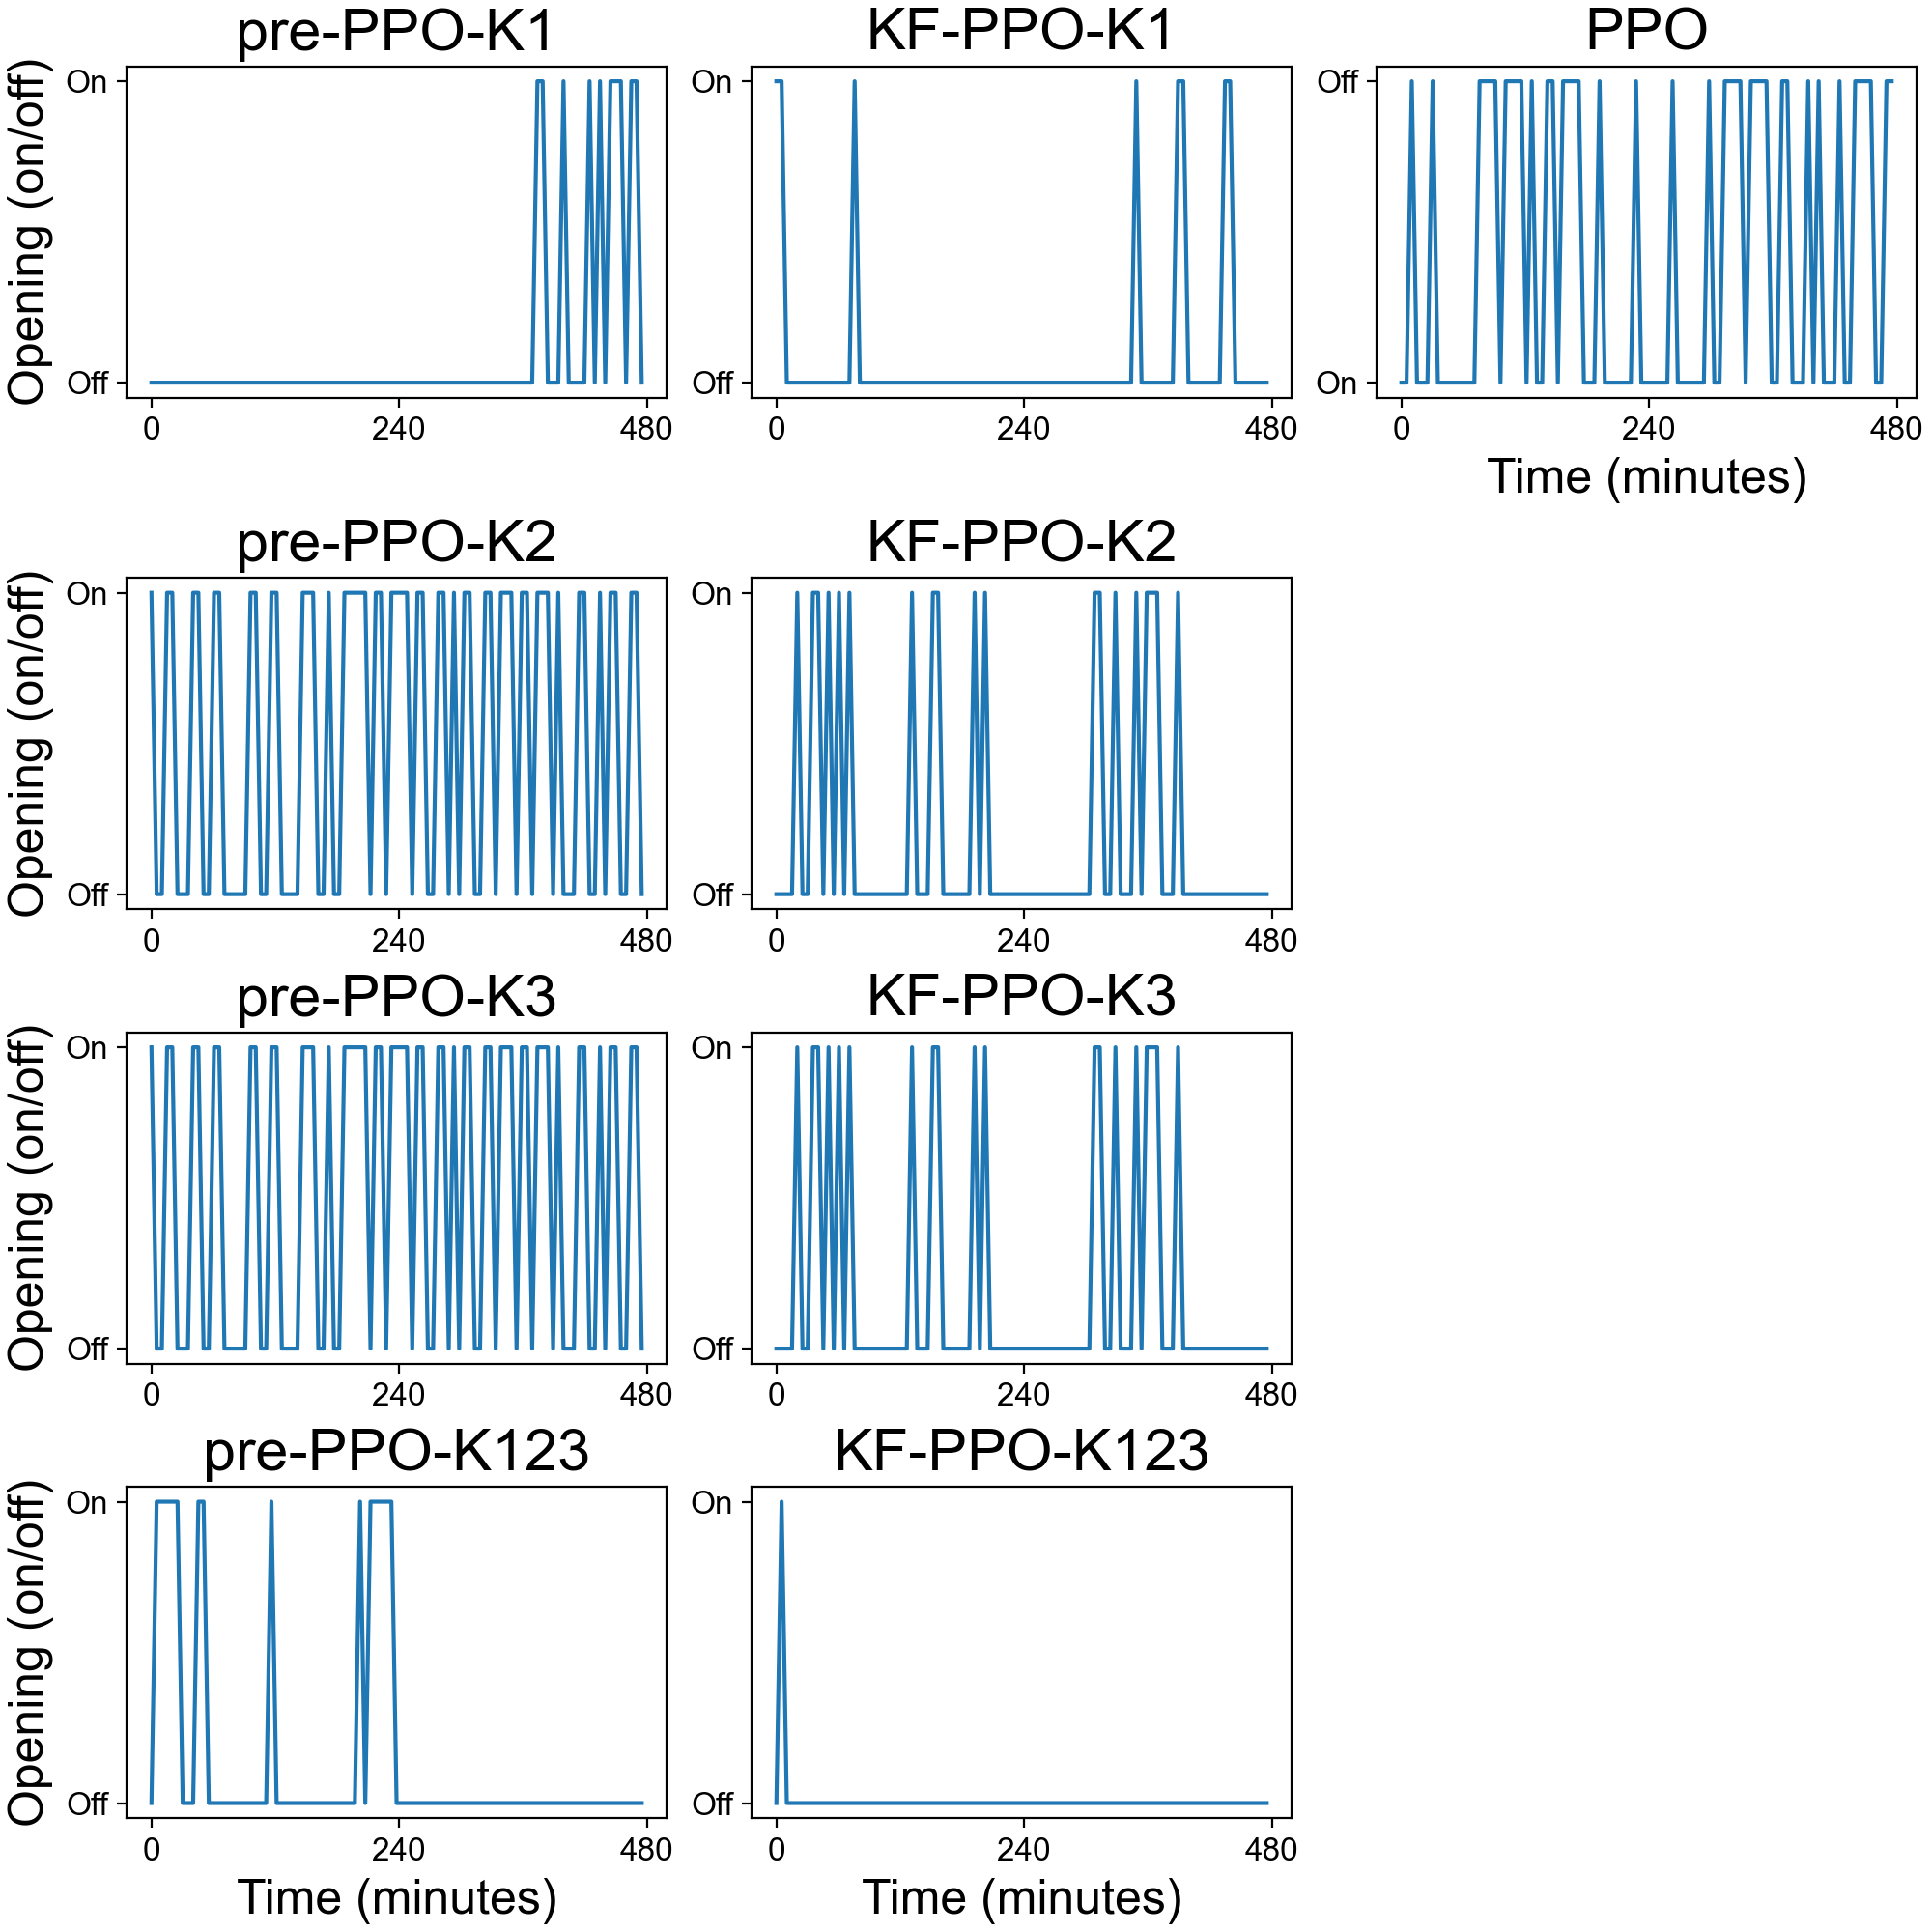 pre-PPO-K1
KF-PPO-K1
PPO
Opening (on/off)
On
Off
0
240
480
On
Off
0
240
480
Off
On
0
240
480
Time (minutes)
pre-PPO-K2
KF-PPO-K2
Opening (on/off)
On
Off
0
240
480
On
Off
0
240
480
pre-PPO-K3
KF-PPO-K3
Opening (on/off)
On
Off
0
240
480
On
Off
0
240
480
pre-PPO-K123
KF-PPO-K123
Opening (on/off)
On
Off
0
240
480
Time (minutes)
On
Off
0
240
480
Time (minutes)